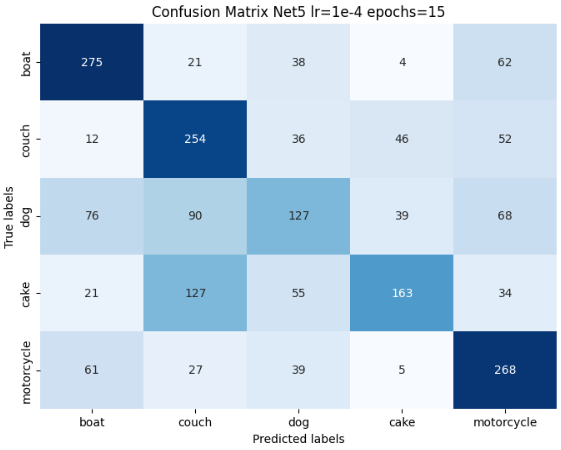 Confusion Matrix Net5 lr=1e-4 epochs=15
boat 275 21 38 4 62
couch 12 254 36 46 52
dog 76 90 127 39 68
cake 21 127 55 163 34
motorcycle 61 27 39 5 268
True labels
boat couch dog cake motorcycle
Predicted labels